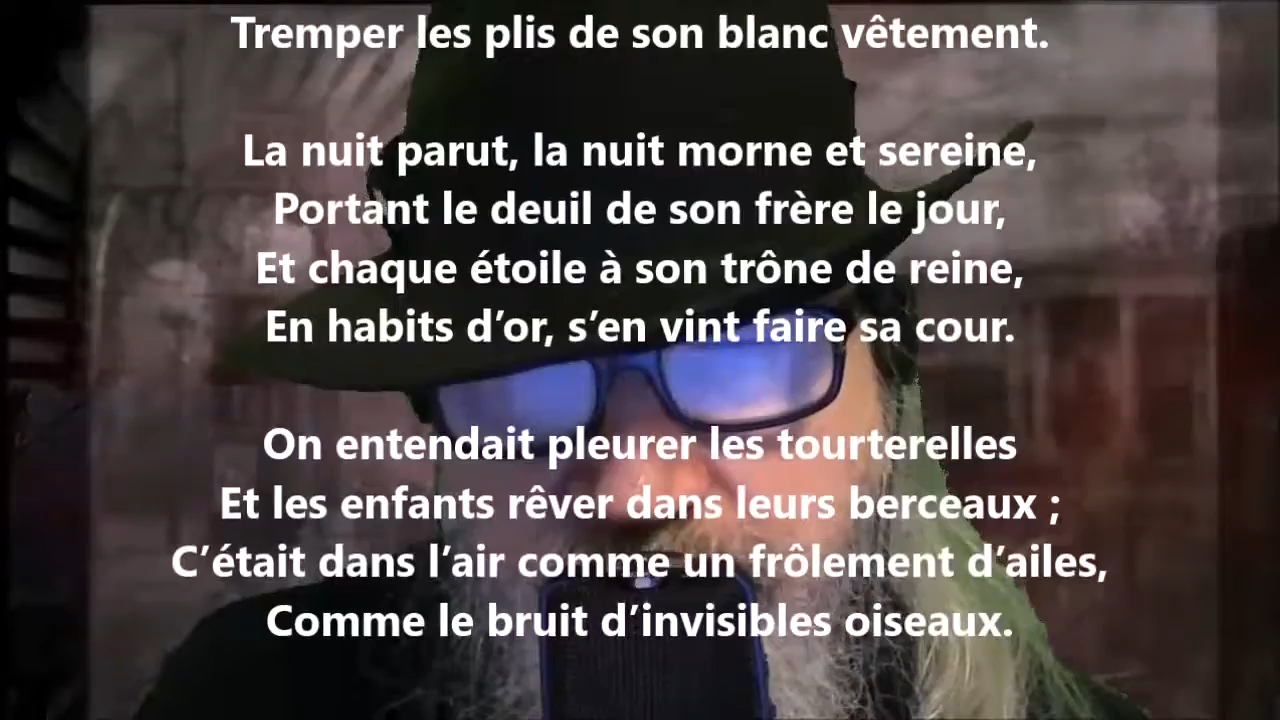 Tremper les plis de son blanc vêtement.
La nuit parut, la nuit morne et sereine,
Portant le deuil de son frère le jour,
Et chaque étoile à son trône de reine,
En habits d’or, s’en vint faire sa cour.
On entendait pleurer les tourterelles
Et les enfants rêver dans leurs berceaux ;
C’était dans l’air comme un frôlement d’ailes,
Comme le bruit d’invisibles oiseaux.